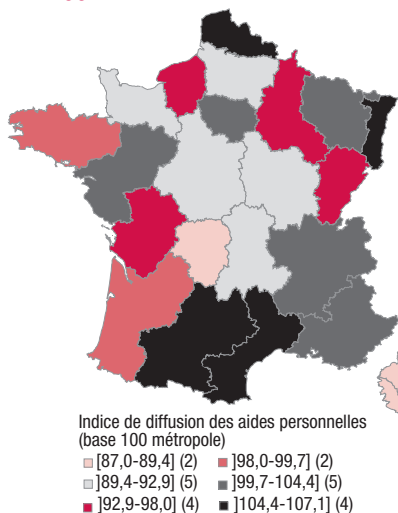 Indice de diffusion des aides personnelles
(base 100 métropole)
[87,0-89,4] (2) ]98,0-99,7] (2)
]89,4-92,9] (5) ]99,7-104,4] (5)
]92,9-98,0] (4) ]104,4-107,1] (4)